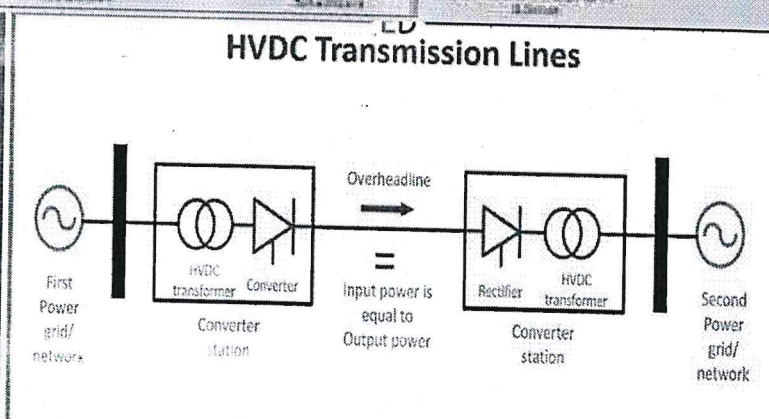 HVDC Transmission Lines
Overheadline
HVDC
transformer
Converter
Converter
station
First
Power
grid/
network
=
Input power is
equal to
Output power
Rectifier
HVDC
transformer
Converter
station
Second
Power
grid/
network